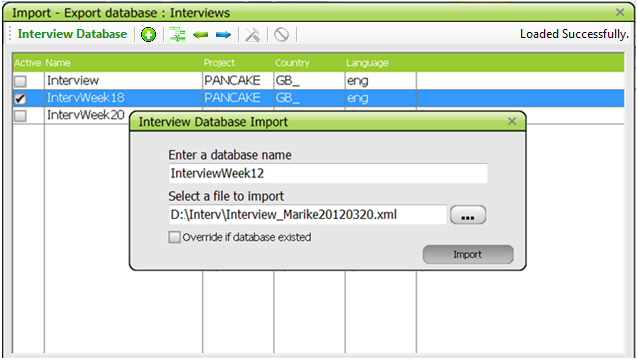 Import - Export database : Interviews
Interview Database Loaded Successfully.
Active Name Project Country Language
Interview PANCAKE GB_ eng
IntervWeek18 PANCAKE GB_ eng
IntervWeek20
Interview Database Import
Enter a database name
InterviewWeek12
Select a file to import
D:\Interv\Interview_Marike20120320.xml ...
Override if database existed
Import